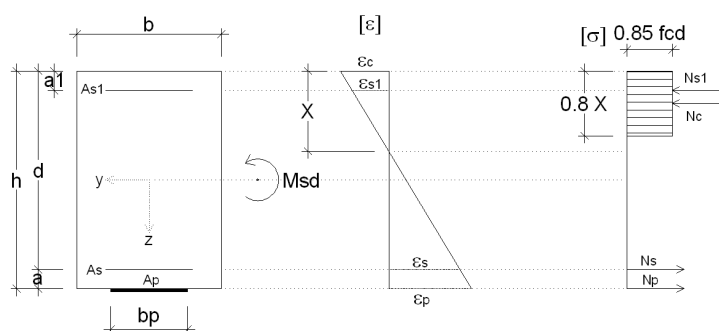 b
[ε]
[σ] 0.85 fcd
a1
As1
εc
εs1
Ns1
X
0.8 X
Nc
h
d
y
z
Msd
As
a
Ap
εs
εp
Ns
Np
bp